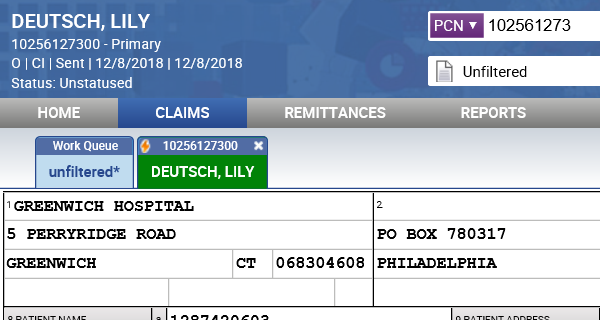 DEUTSCH, LILY
10256127300 - Primary
O | CI | Sent | 12/8/2018 | 12/8/2018
Status: Unstatused
PCN 102561273
Unfiltered
HOME CLAIMS REMITTANCES REPORTS
Work Queue 10256127300
unfiltered* DEUTSCH, LILY
1 GREENWICH HOSPITAL 2
5 PERRYRIDGE ROAD PO BOX 780317
GREENWICH CT 068304608 PHILADELPHIA
8 PATIENT NAME a 1287420603 9 PATIENT ADDRESS